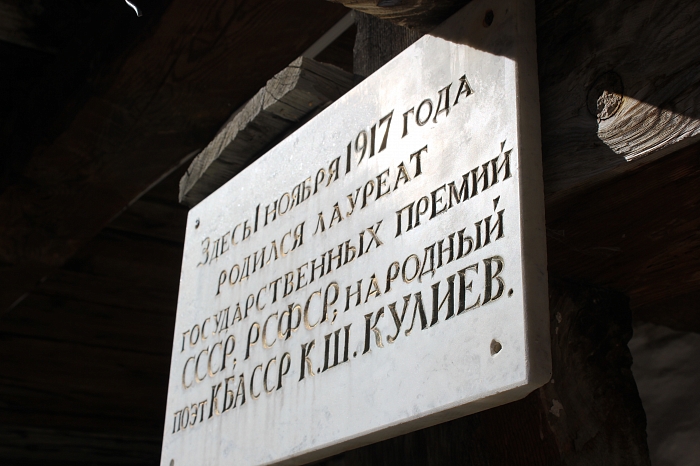 Здесь 1 ноября 1917 года
родился лауреат
государственных премий
СССР, РСФСР, народный
поэт КБАССР К.Ш. Кулиев.